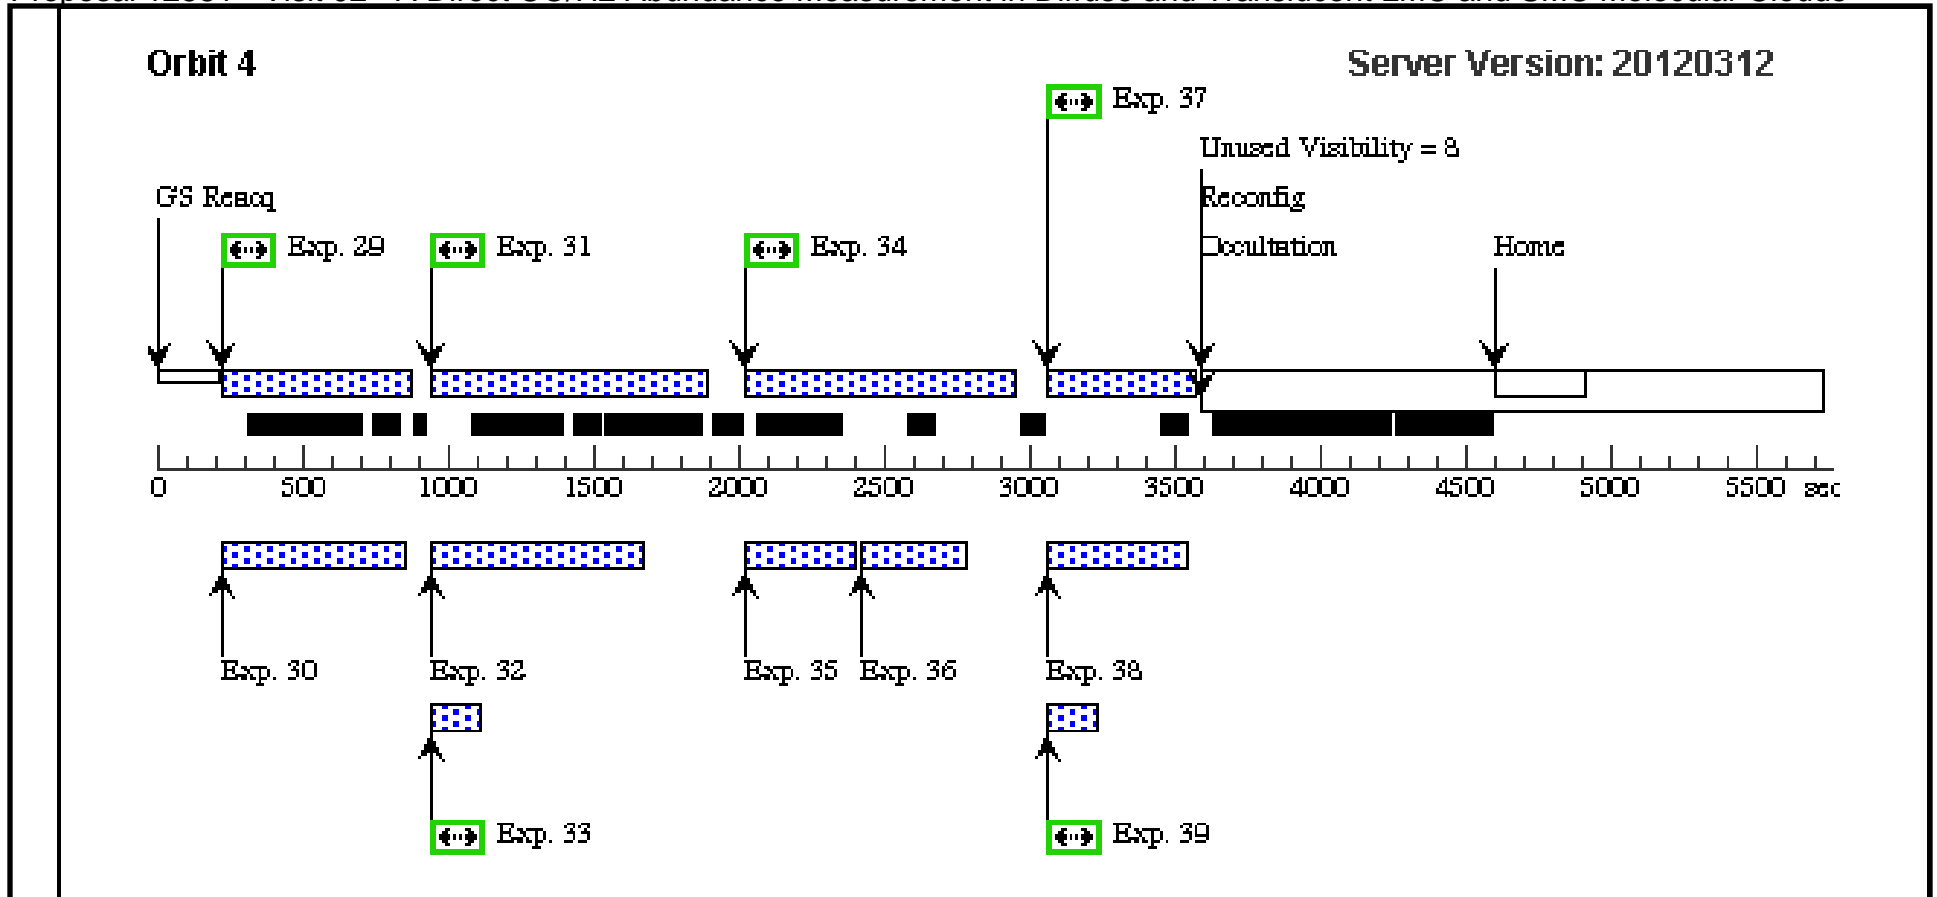 Orbit 4
Server Version: 20120312
Exp. 37
Unused Visibility = 8
GS Reacq
Reconfig
Exp. 29
Exp. 31
Exp. 34
Occultation
Home
0 500 1000 1500 2000 2500 3000 3500 4000 4500 5000 5500 sec
Exp. 30
Exp. 32
Exp. 35
Exp. 36
Exp. 38
Exp. 33
Exp. 39